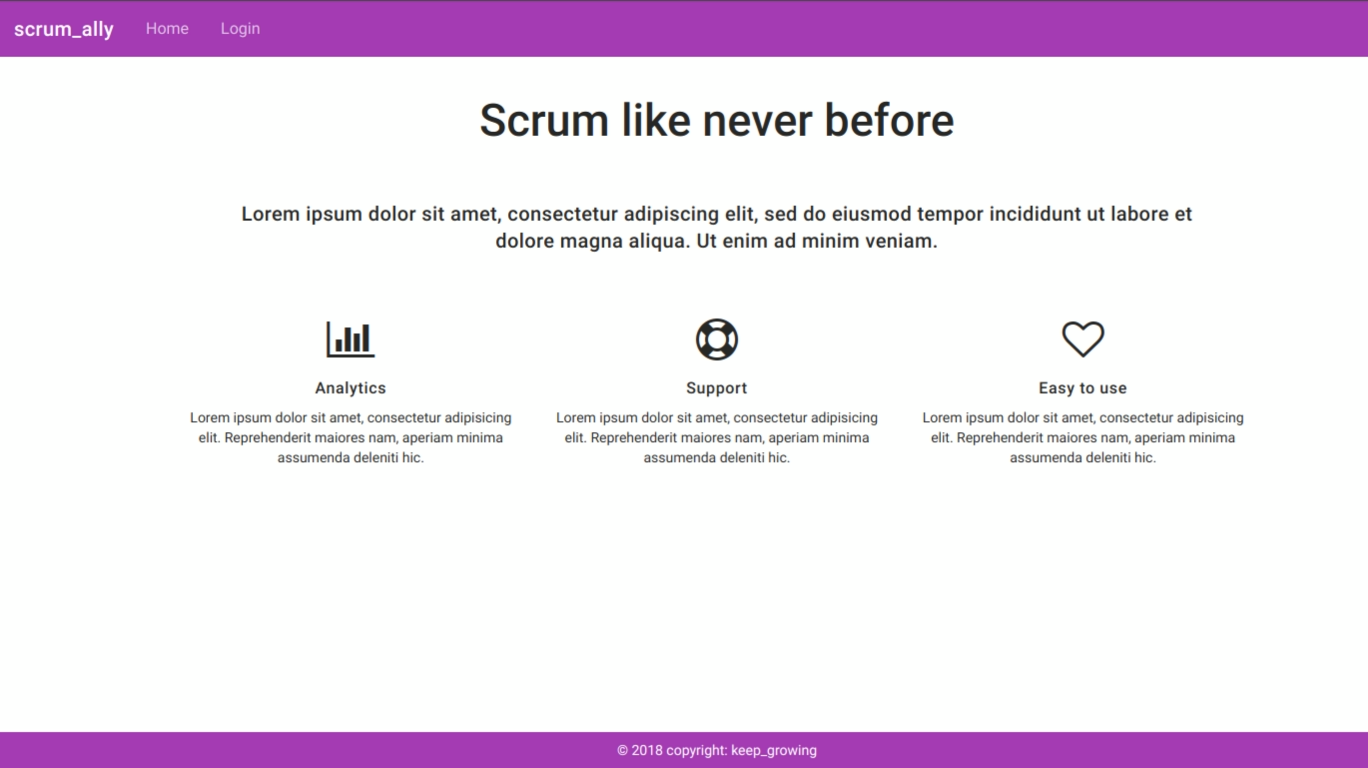 scrum_ally Home Login
Scrum like never before
Lorem ipsum dolor sit amet, consectetur adipiscing elit, sed do eiusmod tempor incididunt ut labore et
dolore magna aliqua. Ut enim ad minim veniam.
Analytics
Lorem ipsum dolor sit amet, consectetur adipisicing
elit. Reprehenderit maiores nam, aperiam minima
assumenda deleniti hic.
Support
Lorem ipsum dolor sit amet, consectetur adipisicing
elit. Reprehenderit maiores nam, aperiam minima
assumenda deleniti hic.
Easy to use
Lorem ipsum dolor sit amet, consectetur adipisicing
elit. Reprehenderit maiores nam, aperiam minima
assumenda deleniti hic.
© 2018 copyright: keep_growing